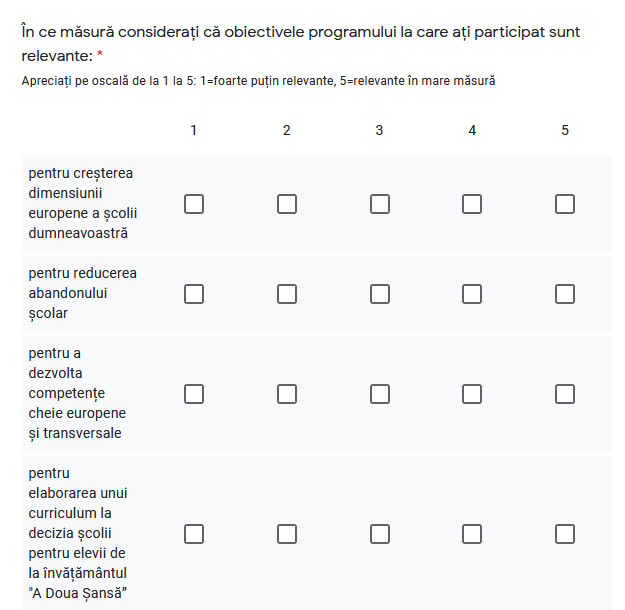 În ce măsură considerați că obiectivele programului la care ați participat sunt
relevante: *
Apreciați pe oscală de la 1 la 5: 1=foarte puțin relevante, 5=relevante în mare măsură
1 2 3 4 5
pentru creșterea
dimensiunii
europene a școlii
dumneavoastră
pentru reducerea
abandonului
școlar
pentru a
dezvolta
competențe
cheie europene
și transversale
pentru
elaborarea unui
curriculum la
decizia școlii
pentru elevii de
la învățământul
"A Doua Șansă”